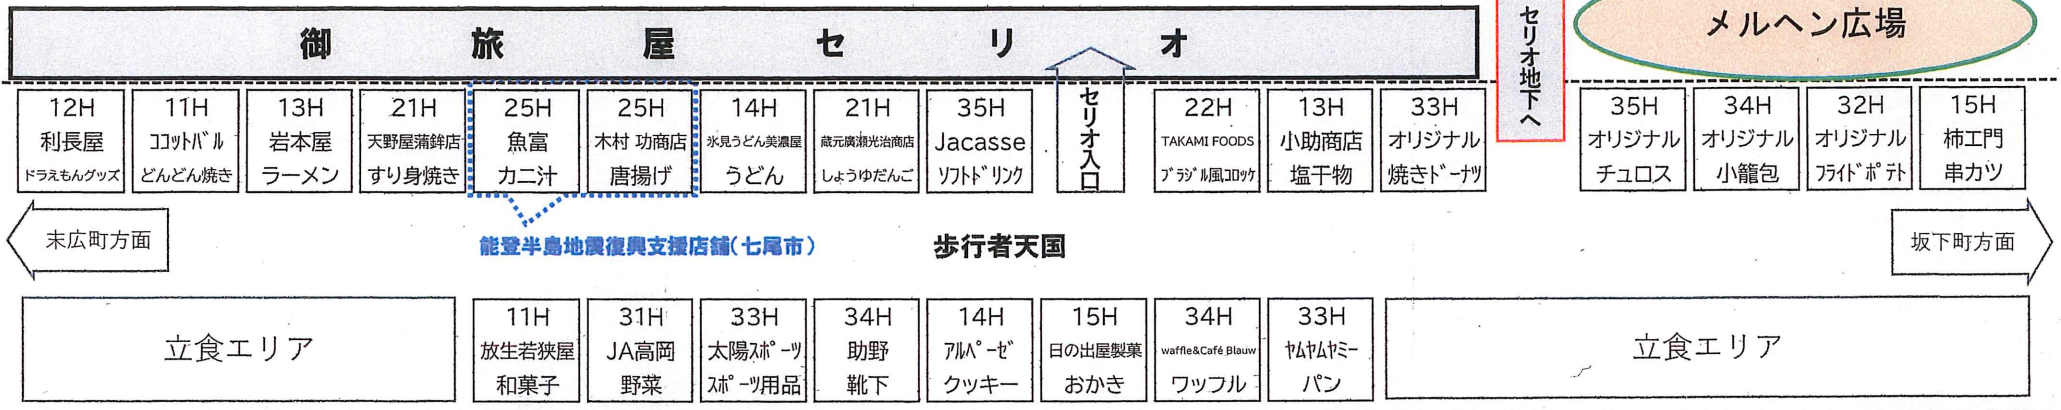 御旅屋セリオ
セリオ地下へ
メルヘン広場
12H
利長屋
ドラえもんグッズ
11H
ココットバル
どんどん焼き
13H
岩本屋
ラーメン
21H
天野屋蒲鉾店
すり身焼き
25H
魚富
カニ汁
25H
木村 功商店
唐揚げ
14H
氷見うどん美濃屋
うどん
21H
蔵元廣瀬光治商店
しょうゆだんご
35H
Jacasse
ソフトドリンク
セリオ入口
22H
TAKAMI FOODS
ブラジル風コロッケ
13H
小助商店
塩干物
33H
オリジナル
焼きドーナツ
35H
オリジナル
チュロス
34H
オリジナル
小籠包
32H
オリジナル
フライドポテト
15H
柿エ門
串カツ
末広町方面
能登半島地震復興支援店舗(七尾市)
歩行者天国
坂下町方面
立食エリア
11H
放生若狭屋
和菓子
31H
JA高岡
野菜
33H
太陽スポーツ
スポーツ用品
34H
助野
靴下
14H
アルペーゼ
クッキー
15H
日の出屋製菓
おかき
34H
waffle&Café Blauw
ワッフル
33H
ヤムヤムヤミー
パン
立食エリア